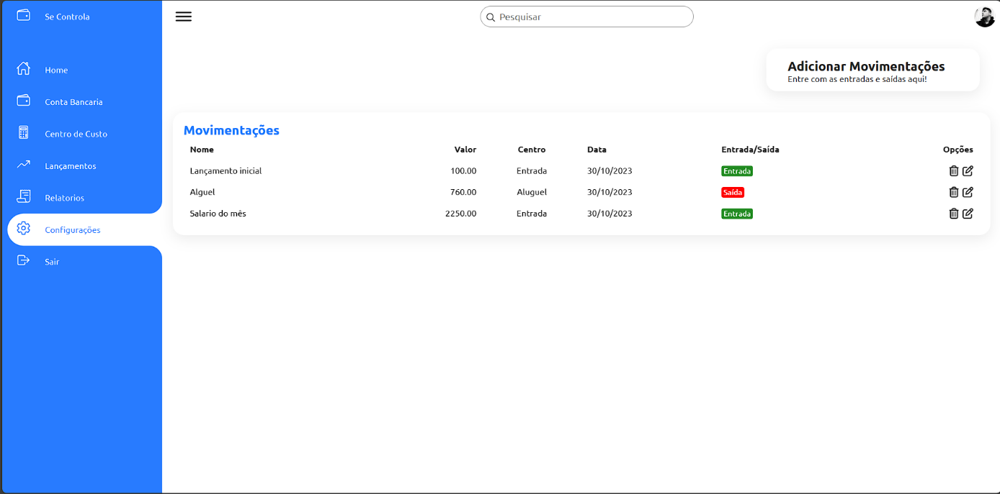 Se Controla
Pesquisar
Home
Conta Bancaria
Centro de Custo
Lançamentos
Relatorios
Configurações
Sair
Adicionar Movimentações
Entre com as entradas e saídas aqui!
Movimentações
Nome Valor Centro Data Entrada/Saída Opções
Lançamento inicial 100.00 Entrada 30/10/2023 Entrada
Alguel 760.00 Aluguel 30/10/2023 Saída
Salario do mês 2250.00 Entrada 30/10/2023 Entrada